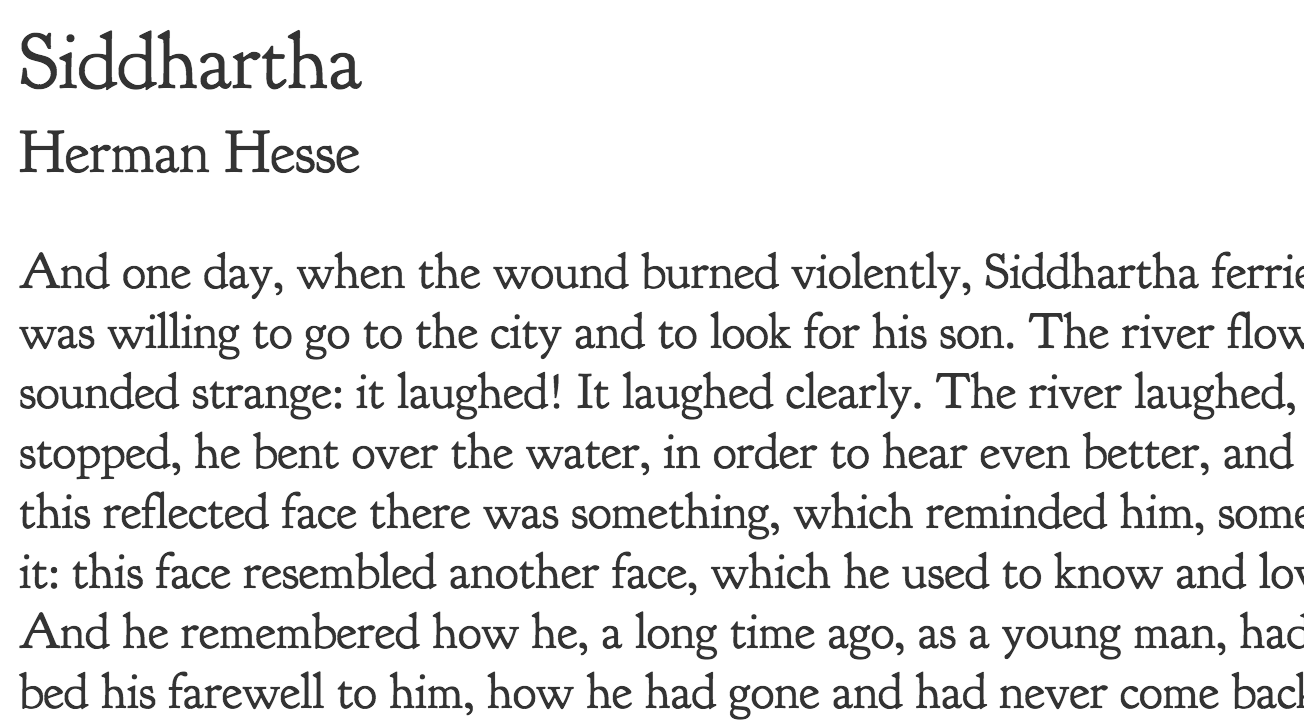 Siddhartha
Herman Hesse
And one day, when the wound burned violently, Siddhartha
was willing to go to the city and to look for his son. The river
sounded strange: it laughed! It laughed clearly. The river laughed,
stopped, he bent over the water, in order to hear even better, and
this reflected face there was something, which reminded him,
it: this face resembled another face, which he used to know and
And he remembered how he, a long time ago, as a young man, had
bed his farewell to him, how he had gone and had never come back